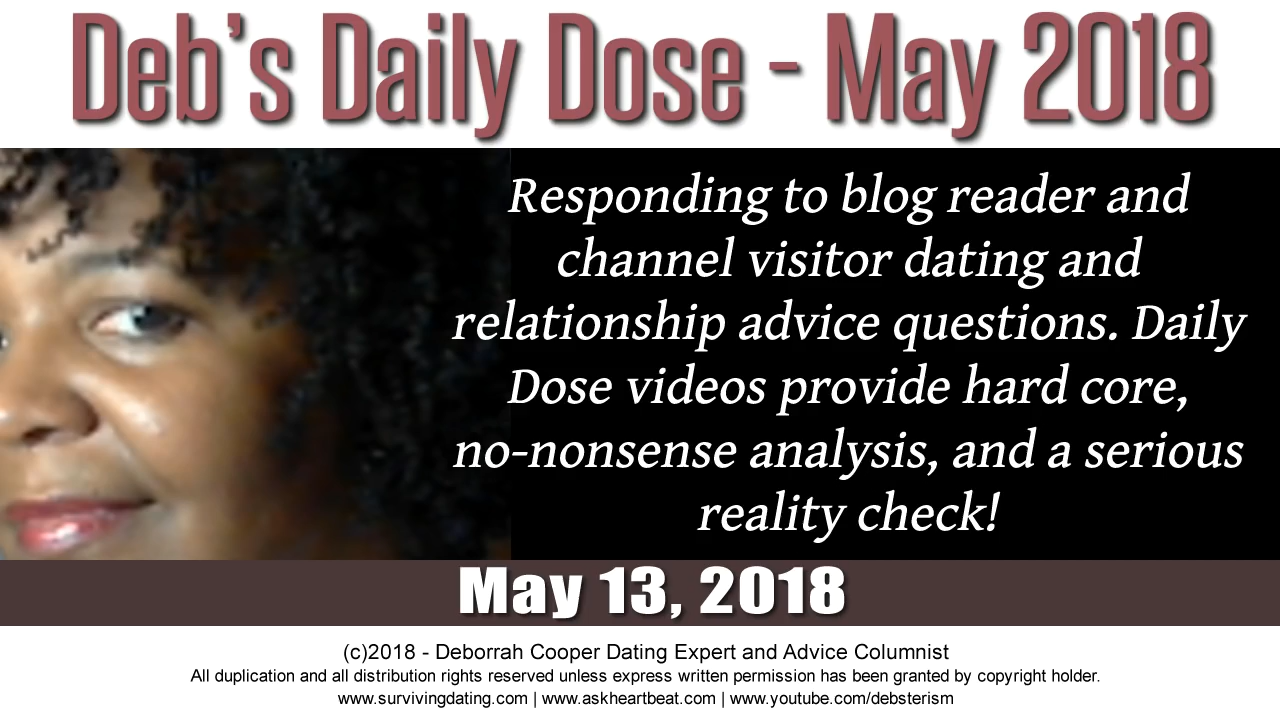 Deb’s Daily Dose - May 2018
Responding to blog reader and
channel visitor dating and
relationship advice questions. Daily
Dose videos provide hard core,
no-nonsense analysis, and a serious
reality check!
May 13, 2018
(c)2018 - Deborrah Cooper Dating Expert and Advice Columnist
All duplication and all distribution rights reserved unless express written permission has been granted by copyright holder.
www.survivingdating.com | www.askheartbeat.com | www.youtube.com/debsterism